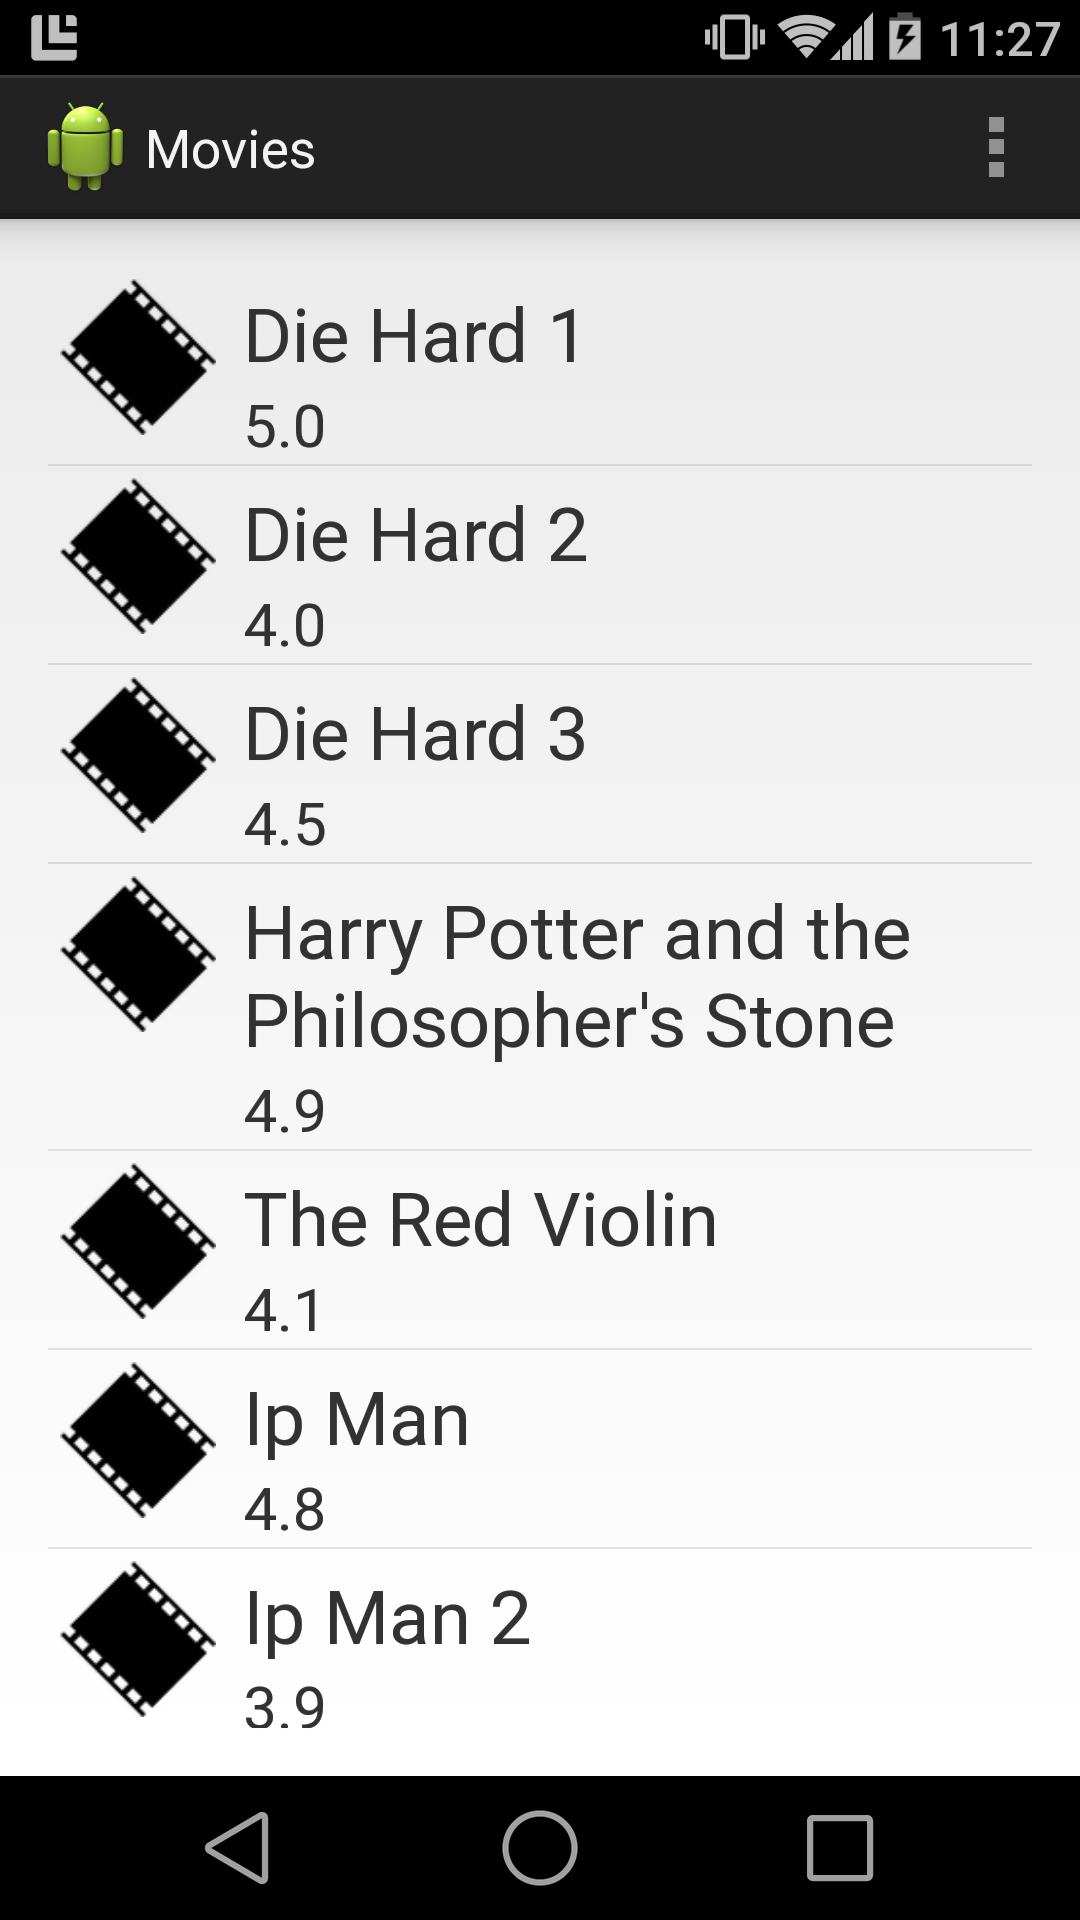 11:27
Movies
Die Hard 1
5.0
Die Hard 2
4.0
Die Hard 3
4.5
Harry Potter and the
Philosopher's Stone
4.9
The Red Violin
4.1
Ip Man
4.8
Ip Man 2
3.9